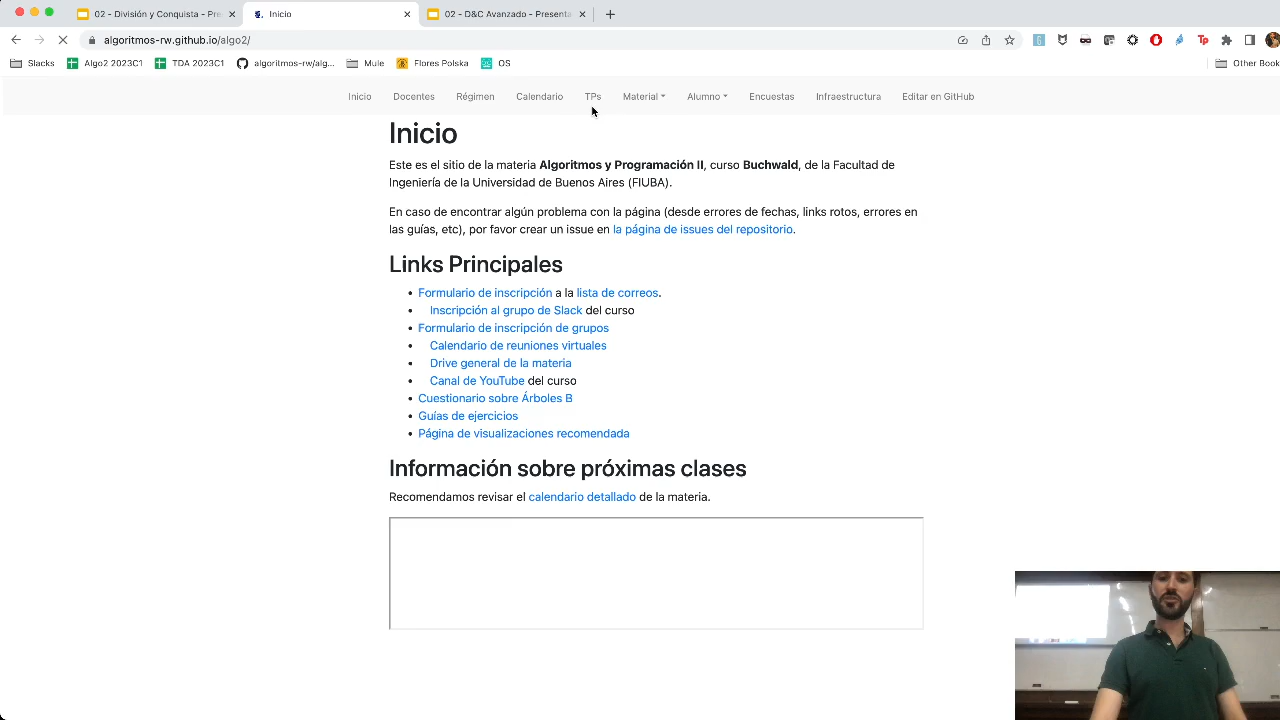 02 - División y Conquista - Pre
Inicio
02 - D&C Avanzado - Presenta
algoritmos-rw.github.io/algo2/
Slacks
Algo2 2023C1
TDA 2023C1
algoritmos-rw/alg...
Mule
Flores Polska
OS
Other Book
Inicio
Docentes
Régimen
Calendario
TPs
Material
Alumno
Encuestas
Infraestructura
Editar en GitHub
Inicio
Este es el sitio de la materia Algoritmos y Programación II, curso Buchwald, de la Facultad de
Ingeniería de la Universidad de Buenos Aires (FIUBA).
En caso de encontrar algún problema con la página (desde errores de fechas, links rotos, errores en
las guías, etc), por favor crear un issue en la página de issues del repositorio.
Links Principales
Formulario de inscripción a la lista de correos.
Inscripción al grupo de Slack del curso
Formulario de inscripción de grupos
Calendario de reuniones virtuales
Drive general de la materia
Canal de YouTube del curso
Cuestionario sobre Árboles B
Guías de ejercicios
Página de visualizaciones recomendada
Información sobre próximas clases
Recomendamos revisar el calendario detallado de la materia.